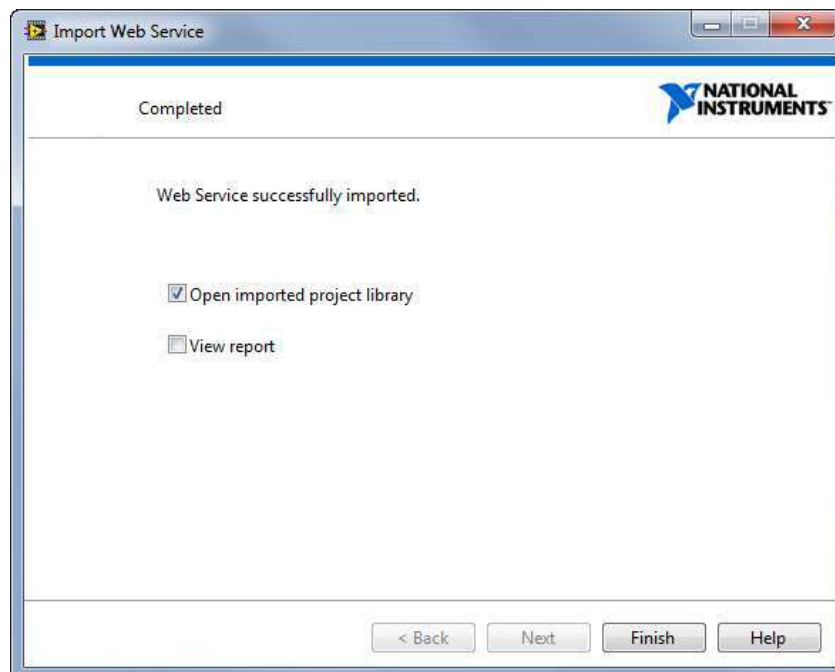 Import Web Service
Completed
NATIONAL
INSTRUMENTS
Web Service successfully imported.
Open imported project library
View report
< Back Next Finish Help